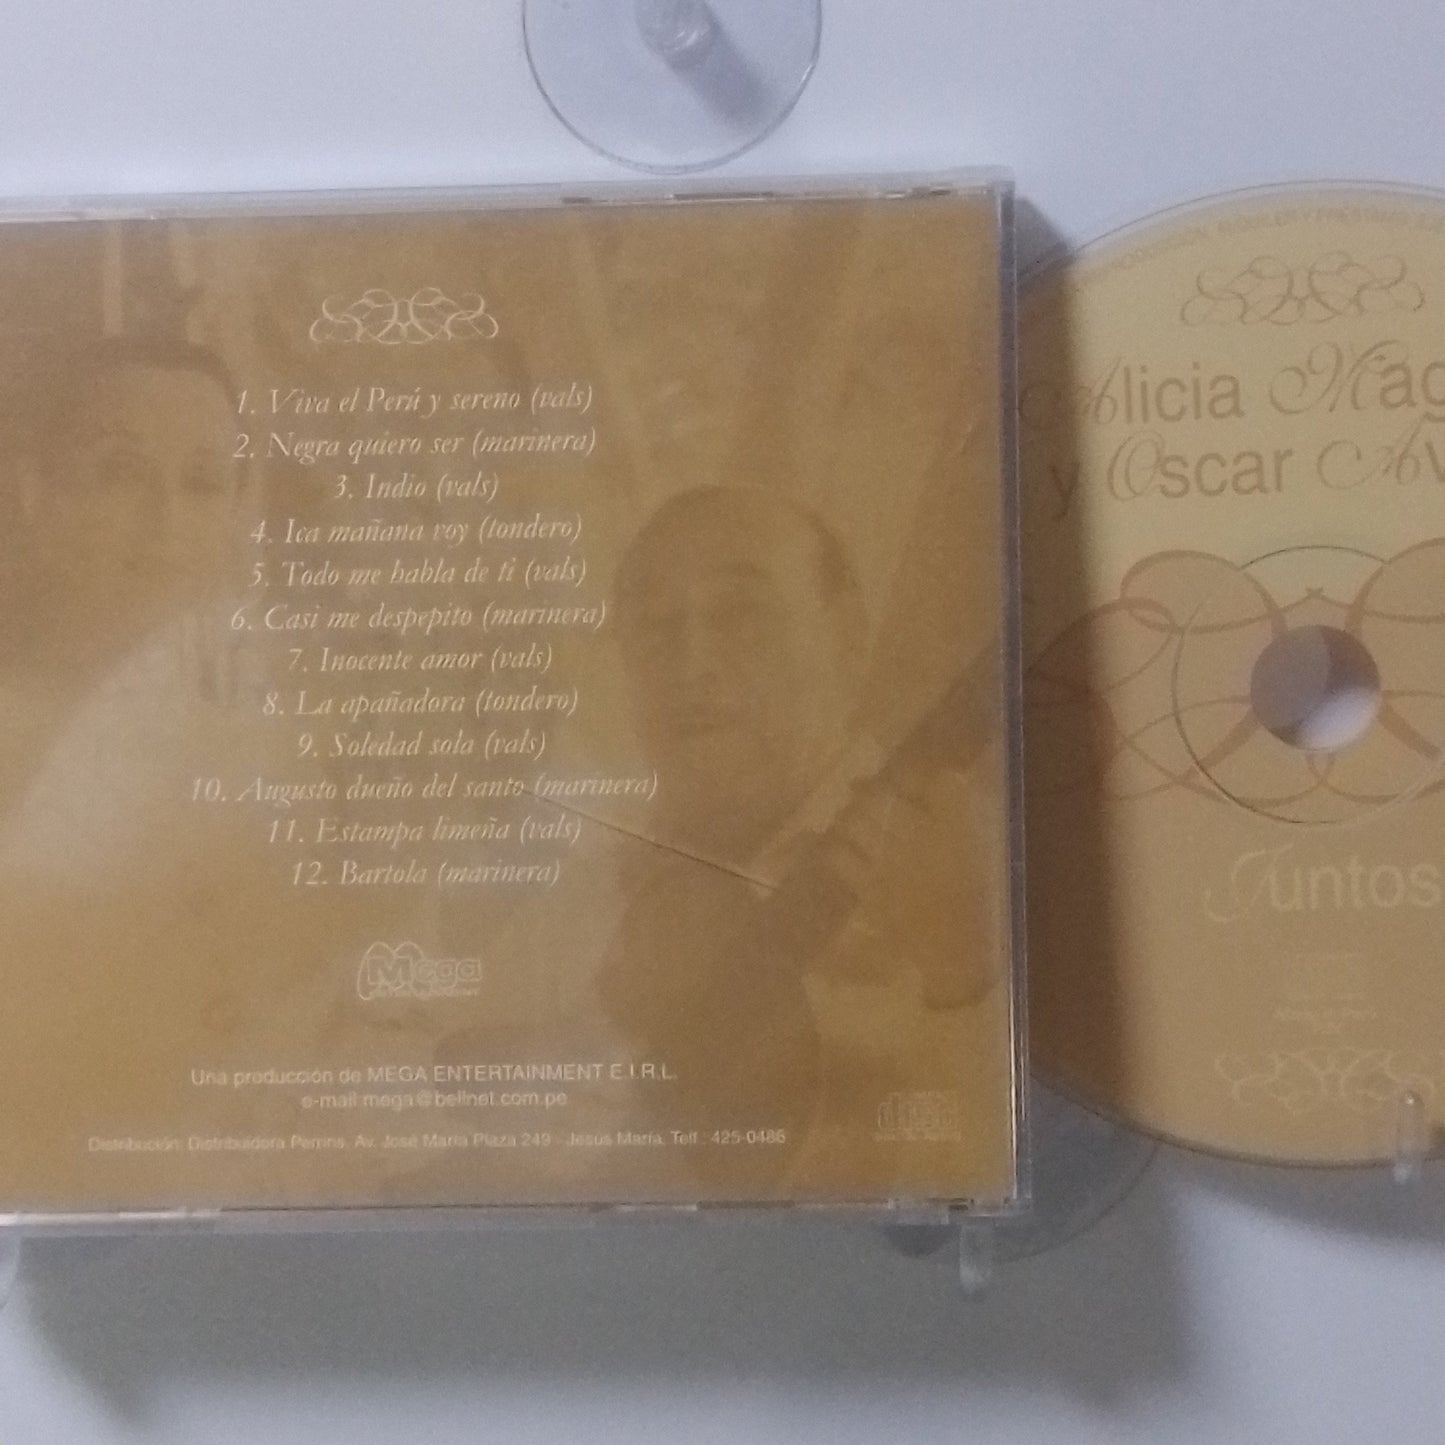 1. Viva el Perú y sereno (vals)
2. Negra quiero ser (marinera)
3. Indio (vals)
4. Ica mañana voy (tondero)
5. Todo me habla de ti (vals)
6. Casi me despepito (marinera)
7. Inocente amor (vals)
8. La apañadora (tondero)
9. Soledad sola (vals)
10. Augusto dueño del santo (marinera)
11. Estampa limeña (vals)
12. Bartola (marinera)
Mega
Una producción de MEGA ENTERTAINMENT E.I.R.L.
e-mail:mega@bellnet.com.pe
Distribución: Distribuidora Perrins. Av. José María Plaza 249 - Jesus María. Telf.: 425-0486
disc
Alicia Mag
y Oscar Av
Juntos